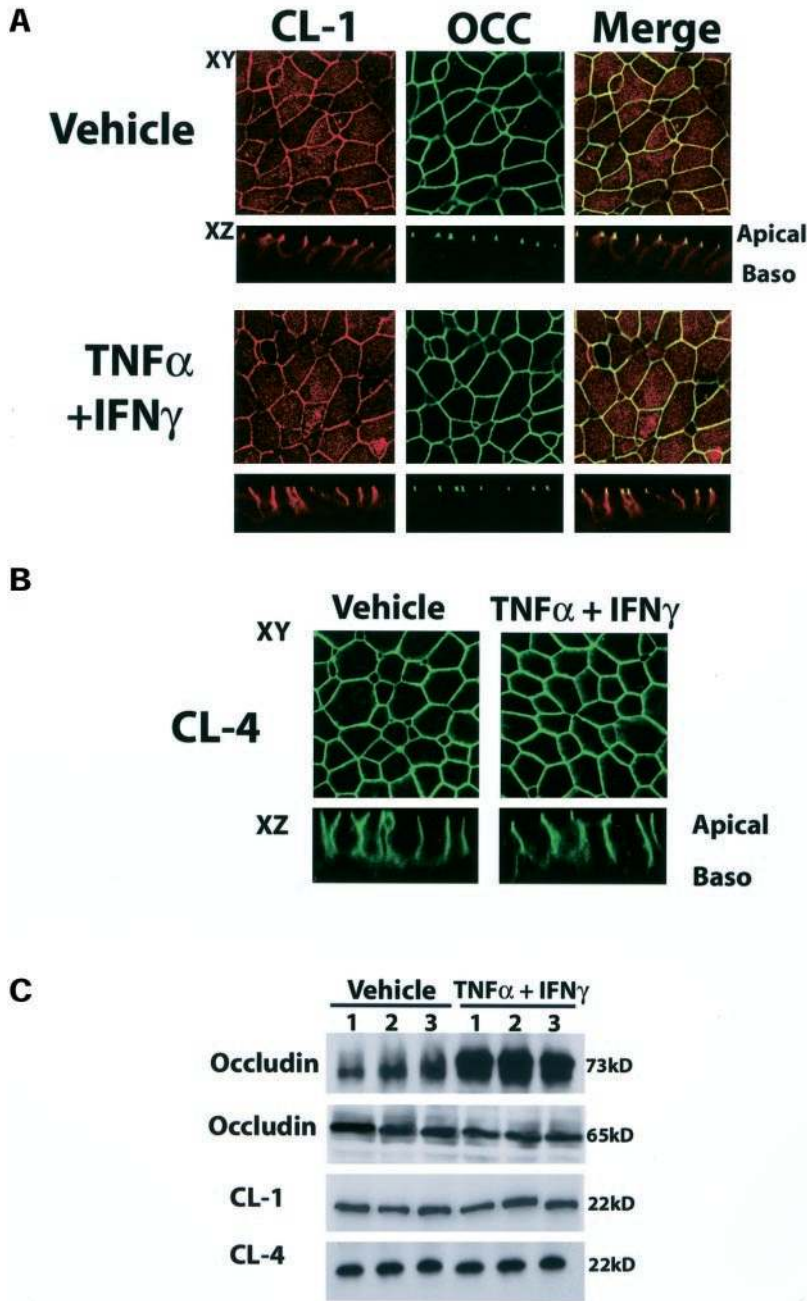 A
CL-1 OCC Merge
XY
Vehicle
XZ
Apical
Baso
TNFα
+IFNγ
B
Vehicle TNFα + IFNγ
XY
CL-4
XZ
Apical
Baso
C
Vehicle TNFα + IFNγ
1 2 3 1 2 3
Occludin 73kD
Occludin 65kD
CL-1 22kD
CL-4 22kD